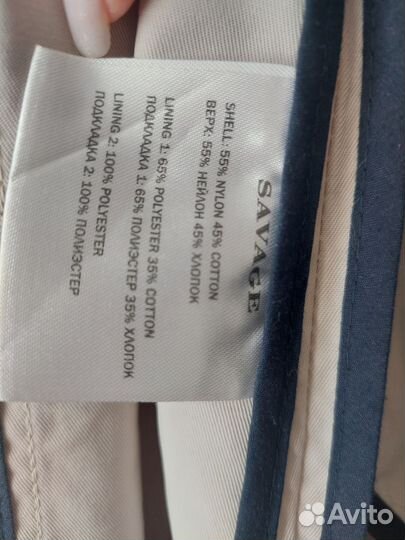 SAVAGE
SHELL: 55% NYLON 45% COTTON
ВЕРХ: 55% НЕЙЛОН 45% ХЛОПОК
LINING 1: 65% POLYESTER 35% COTTON
ПОДКЛАДКА 1: 65% ПОЛИЭСТЕР 35% ХЛОПОК
LINING 2: 100% POLYESTER
ПОДКЛАДКА 2: 100% ПОЛИЭСТЕР
Avito